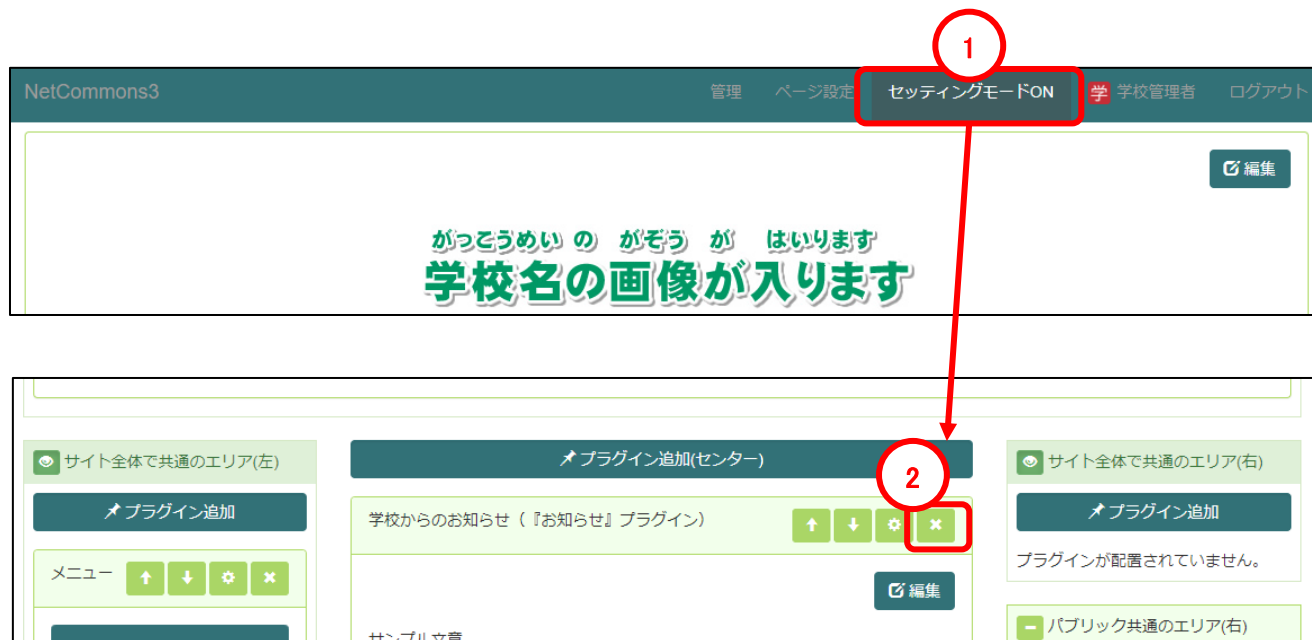 1
NetCommons3 管理 ページ設定 セッティングモードON 学 学校管理者 ログアウト
編集
がっこうめい の がぞう が はいります
学校名の画像が入ります
サイト全体で共通のエリア(左)
プラグイン追加
メニュー
プラグイン追加(センター)
2
学校からのお知らせ(『お知らせ』プラグイン)
編集
サンプル文章
サイト全体で共通のエリア(右)
プラグイン追加
プラグインが配置されていません。
パブリック共通のエリア(右)